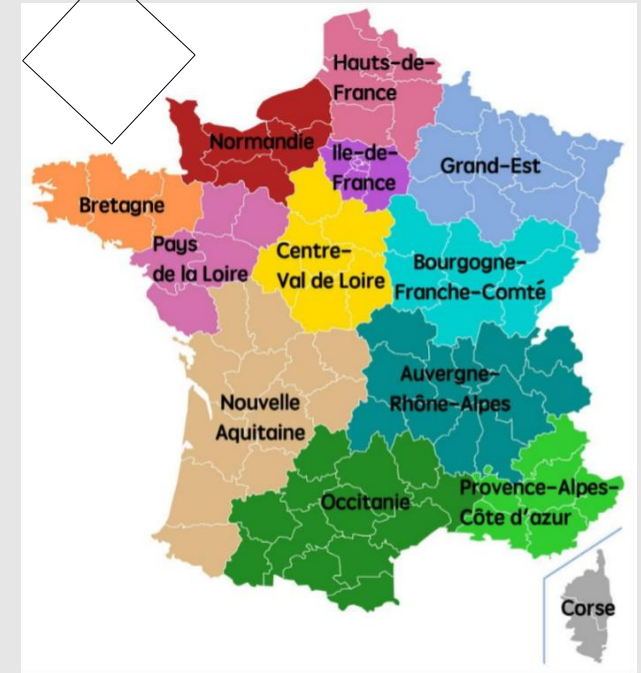 Hauts-de-
France
Normandie
Ile-de-
France
Grand-Est
Bretagne
Pays
de la Loire
Centre-
Val de Loire
Bourgogne-
Franche-Comté
Auvergne-
Rhône-Alpes
Nouvelle
Aquitaine
Occitanie
Provence-Alpes-
Côte d'azur
Corse